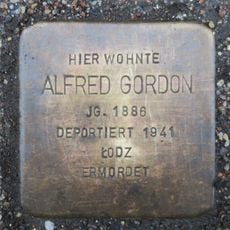 HIER WOHNTE
ALFRED GORDON
JG. 1886
DEPORTIERT 1941
ŁODZ
ERMORDET